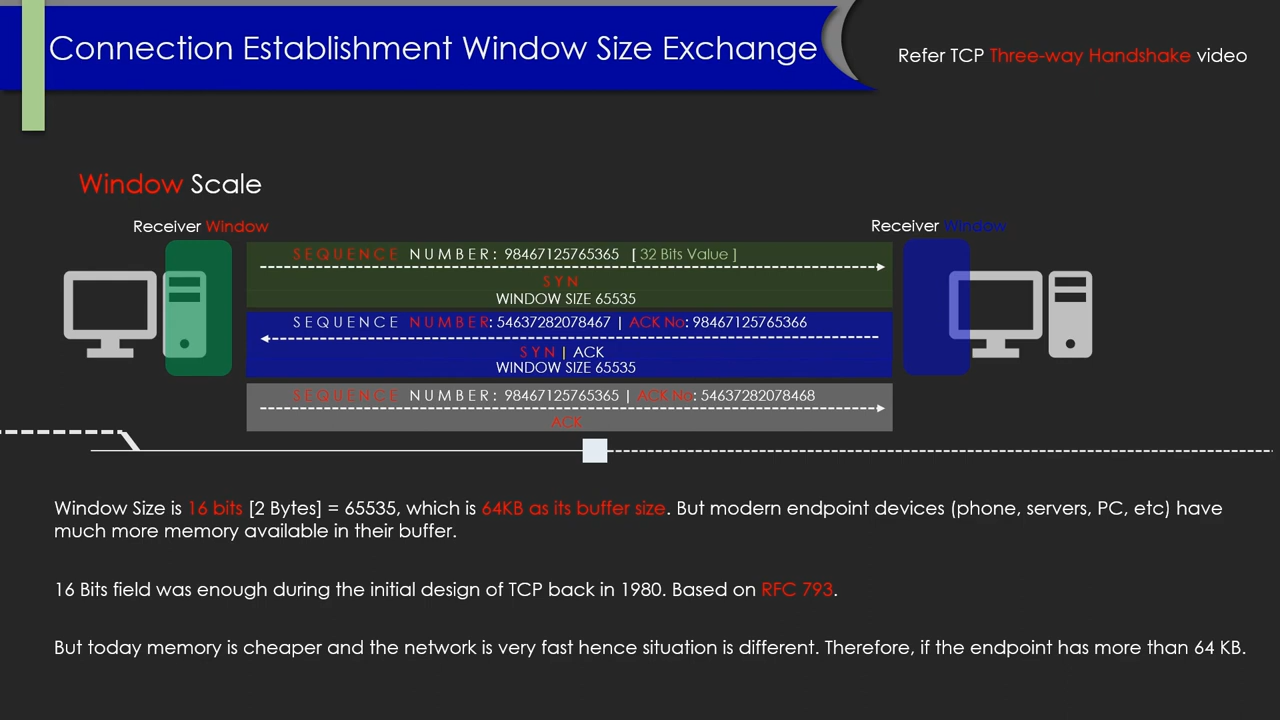 Connection Establishment Window Size Exchange
Refer TCP Three-way Handshake video
Window Scale
Receiver Window
Receiver Window
SEQUENCE NUMBER: 98467125765365 [ 32 Bits Value ]
SYN
WINDOW SIZE 65535
SEQUENCE NUMBER: 54637282078467 | ACK No: 98467125765366
SYN | ACK
WINDOW SIZE 65535
SEQUENCE NUMBER: 98467125765365 | ACK No: 54637282078468
ACK
Window Size is 16 bits [2 Bytes] = 65535, which is 64KB as its buffer size. But modern endpoint devices (phone, servers, PC, etc) have
much more memory available in their buffer.
16 Bits field was enough during the initial design of TCP back in 1980. Based on RFC 793.
But today memory is cheaper and the network is very fast hence situation is different. Therefore, if the endpoint has more than 64 KB.